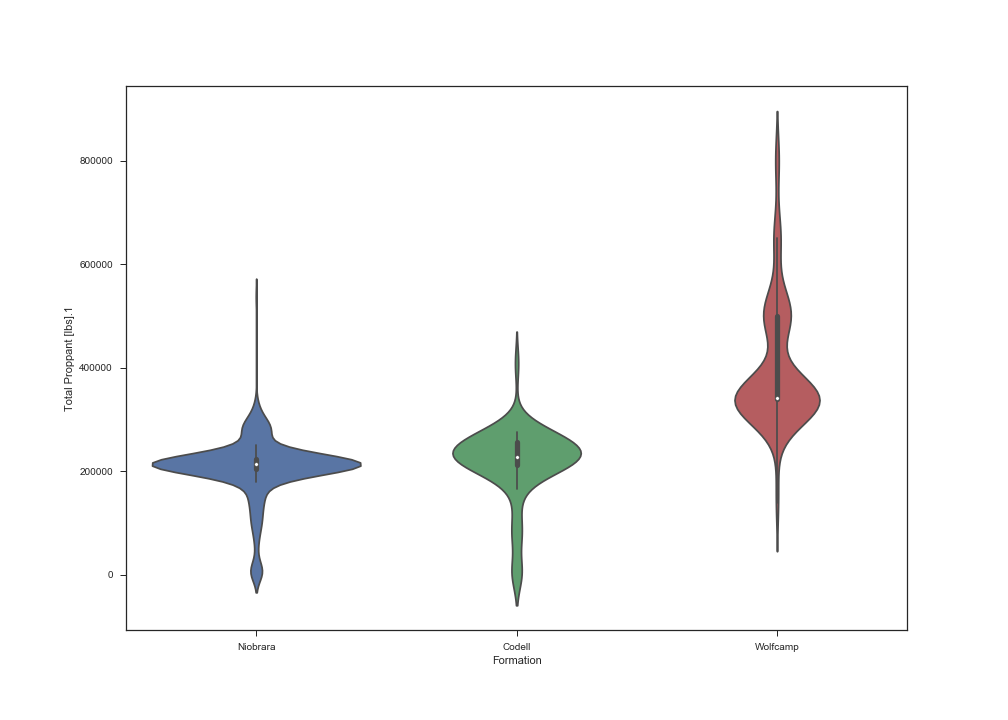 Total Proppant [lbs].1
800000
600000
400000
200000
0
Niobrara
Codell
Wolfcamp
Formation